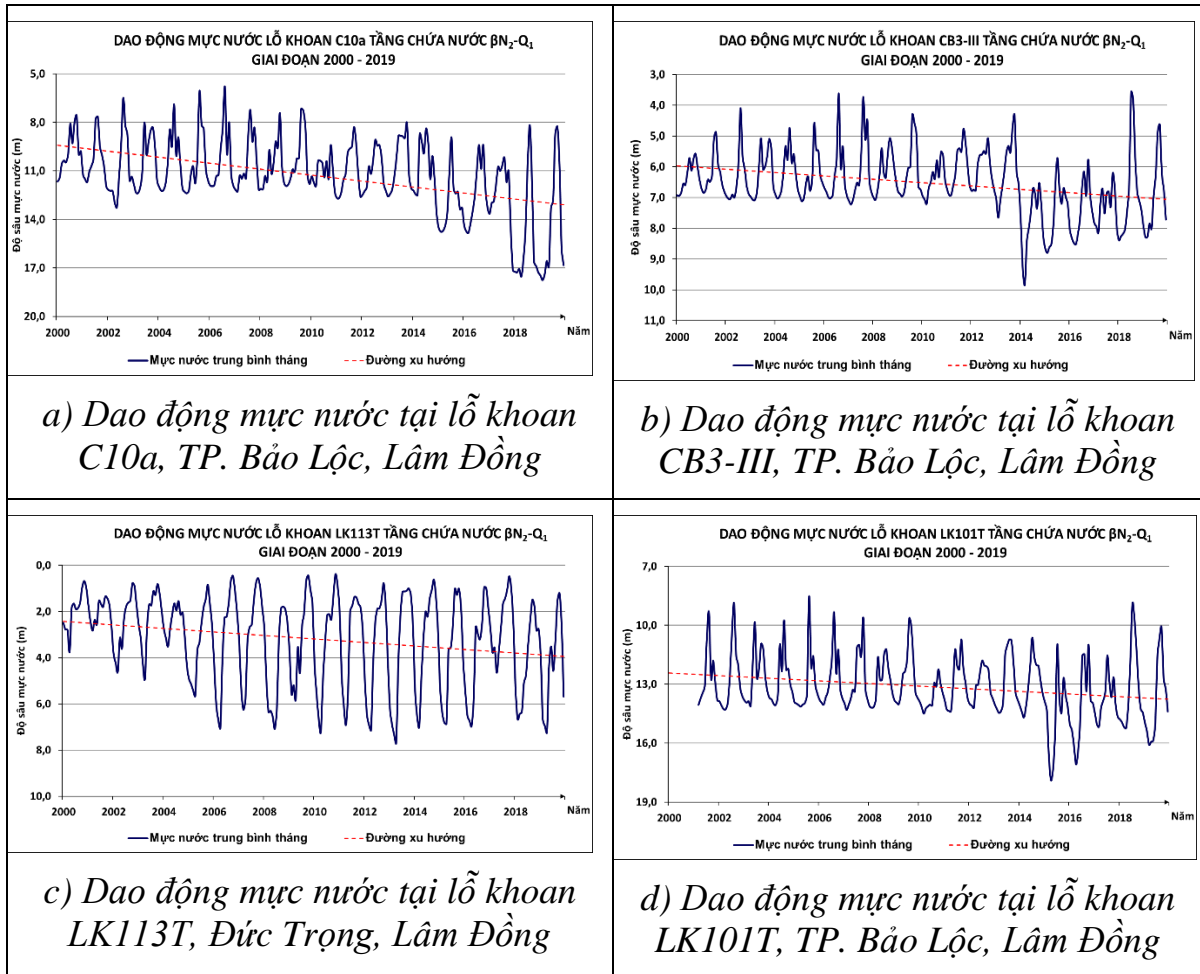 DAO ĐỘNG MỰC NƯỚC LỖ KHOAN C10a TẦNG CHỨA NƯỚC βN₂-Q₁
GIAI ĐOẠN 2000 - 2019
Độ sâu mực nước (m)
5,0
8,0
11,0
13,0
17,0
20,0
2000 2002 2004 2006 2008 2010 2012 2014 2016 2018 Năm
Mực nước trung bình tháng Đường xu hướng
a) Dao động mực nước tại lỗ khoan
C10a, TP. Bảo Lộc, Lâm Đồng
DAO ĐỘNG MỰC NƯỚC LỖ KHOAN CB3-III TẦNG CHỨA NƯỚC βN₂-Q₁
GIAI ĐOẠN 2000 - 2019
Độ sâu mực nước (m)
3,0
4,0
5,0
6,0
7,0
8,0
9,0
10,0
11,0
2000 2002 2004 2006 2008 2010 2012 2014 2016 2018 Năm
Mực nước trung bình tháng Đường xu hướng
b) Dao động mực nước tại lỗ khoan
CB3-III, TP. Bảo Lộc, Lâm Đồng
DAO ĐỘNG MỰC NƯỚC LỖ KHOAN LK113T TẦNG CHỨA NƯỚC βN₂-Q₁
GIAI ĐOẠN 2000 - 2019
Độ sâu mực nước (m)
0,0
2,0
4,0
6,0
8,0
10,0
2000 2002 2004 2006 2008 2010 2012 2014 2016 2018 Năm
Mực nước trung bình tháng Đường xu hướng
c) Dao động mực nước tại lỗ khoan
LK113T, Đức Trọng, Lâm Đồng
DAO ĐỘNG MỰC NƯỚC LỖ KHOAN LK101T TẦNG CHỨA NƯỚC βN₂-Q₁
GIAI ĐOẠN 2000 - 2019
Độ sâu mực nước (m)
7,0
10,0
13,0
16,0
19,0
2000 2002 2004 2006 2008 2010 2012 2014 2016 2018 Năm
Mực nước trung bình tháng Đường xu hướng
d) Dao động mực nước tại lỗ khoan
LK101T, TP. Bảo Lộc, Lâm Đồng